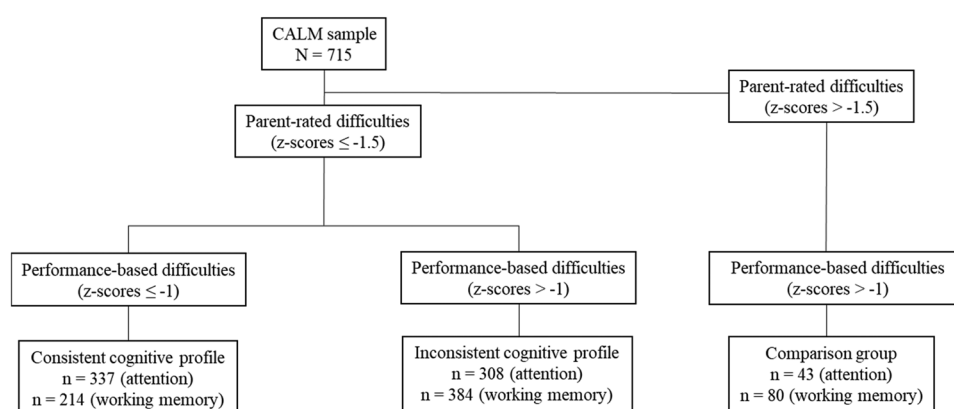 CALM sample
N = 715
Parent-rated difficulties
(z-scores > -1.5)
Parent-rated difficulties
(z-scores ≤ -1.5)
Performance-based difficulties
(z-scores ≤ -1)
Performance-based difficulties
(z-scores > -1)
Performance-based difficulties
(z-scores > -1)
Consistent cognitive profile
n = 337 (attention)
n = 214 (working memory)
Inconsistent cognitive profile
n = 308 (attention)
n = 384 (working memory)
Comparison group
n = 43 (attention)
n = 80 (working memory)